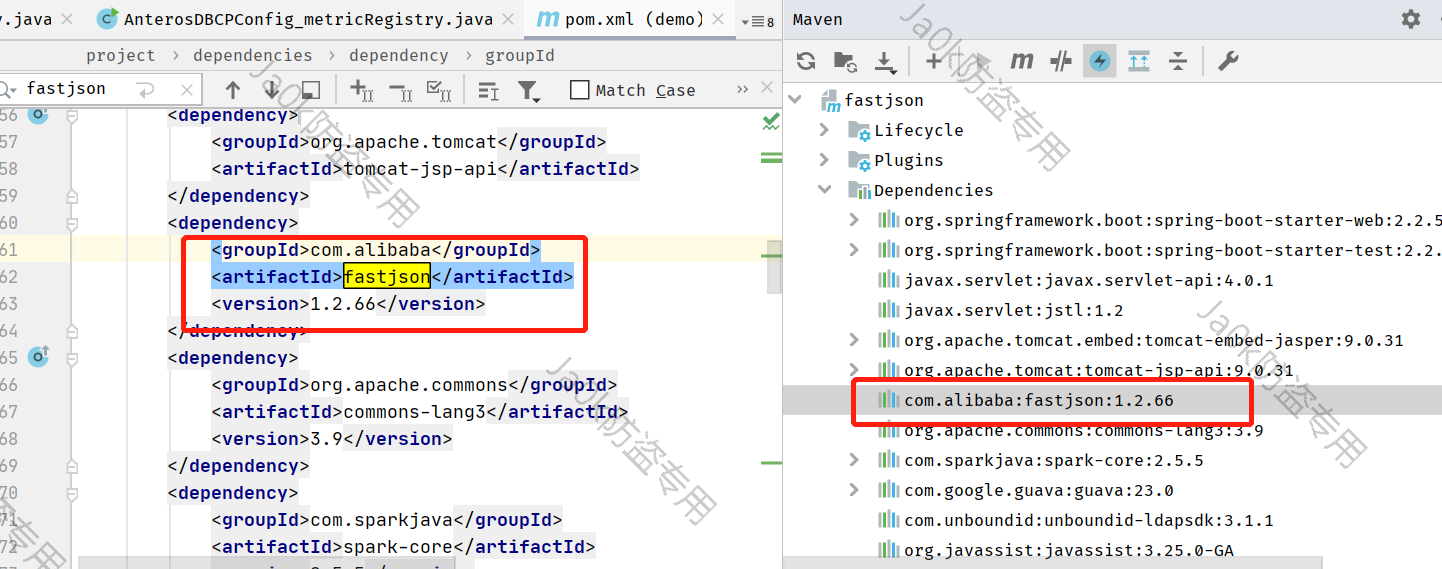 y.java
AnterosDBCPConfig_metricRegistry.java
pom.xml (demo)
8
project > dependencies > dependency > groupId
fastjson
Match Case
56 <dependency>
57 <groupId>org.apache.tomcat</groupId>
58 <artifactId>tomcat-jsp-api</artifactId>
59 </dependency>
60 <dependency>
61 <groupId>com.alibaba</groupId>
62 <artifactId>fastjson</artifactId>
63 <version>1.2.66</version>
64 </dependency>
65 <dependency>
66 <groupId>org.apache.commons</groupId>
67 <artifactId>commons-lang3</artifactId>
68 <version>3.9</version>
69 </dependency>
70 <dependency>
71 <groupId>com.sparkjava</groupId>
72 <artifactId>spark-core</artifactId>
Maven
fastjson
Lifecycle
Plugins
Dependencies
org.springframework.boot:spring-boot-starter-web:2.2.5
org.springframework.boot:spring-boot-starter-test:2.2.
javax.servlet:javax.servlet-api:4.0.1
javax.servlet:jstl:1.2
org.apache.tomcat.embed:tomcat-embed-jasper:9.0.31
org.apache.tomcat:tomcat-jsp-api:9.0.31
com.alibaba:fastjson:1.2.66
org.apache.commons:commons-lang3:3.9
com.sparkjava:spark-core:2.5.5
com.google.guava:guava:23.0
com.unboundid:unboundid-ldapsdk:3.1.1
org.javassist:javassist:3.25.0-GA
Ja0k防盗专用
Ja0k防盗专用
Ja0k防盗专用
Ja0k防盗专用
盗专用